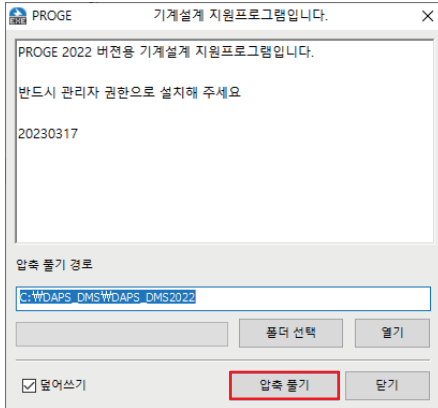 PROGE 기계설계 지원프로그램입니다.
PROGE 2022 버젼용 기계설계 지원프로그램입니다.
반드시 관리자 권한으로 설치해 주세요
20230317
압축 풀기 경로
C:₩DAPS_DMS₩DAPS_DMS2022
폴더 선택 열기
덮어쓰기 압축 풀기 닫기